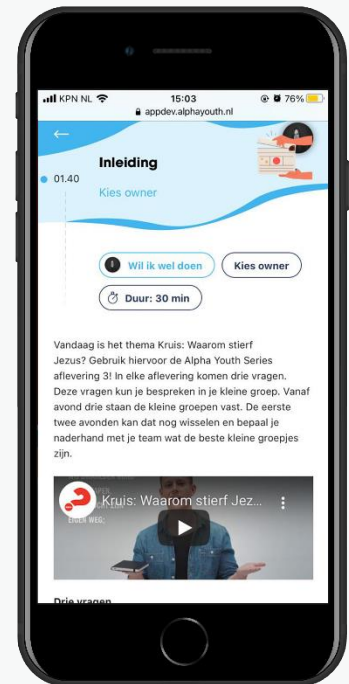 KPN NL 15:03 76%
appdev.alphayouth.nl
Inleiding
01.40
Kies owner
Wil ik wel doen Kies owner
Duur: 30 min
Vandaag is het thema Kruis: Waarom stierf
Jezus? Gebruik hiervoor de Alpha Youth Series
aflevering 3! In elke aflevering komen drie vragen.
Deze vragen kun je bespreken in je kleine groep. Vanaf
avond drie staan de kleine groepen vast. De eerste
twee avonden kan dat nog wisselen en bepaal je
naderhand met je team wat de beste kleine groepjes
zijn.
Kruis: Waarom stierf Jez...
EIGEN WEG;
Drie vragen